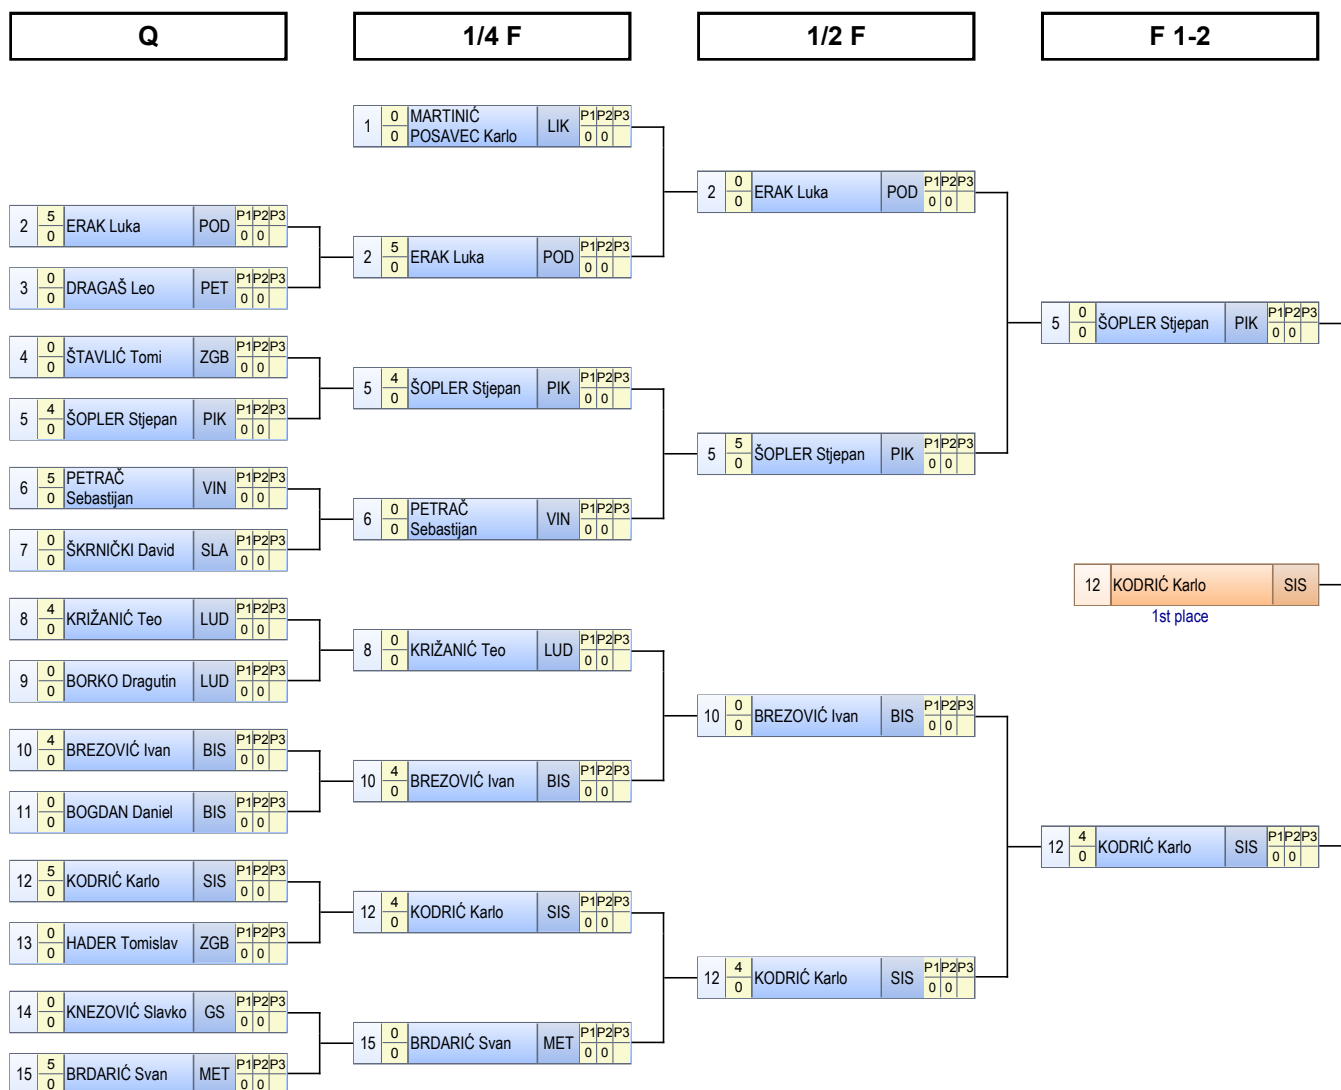 Q
1/4 F
1/2 F
F 1-2
1 0 MARTINIĆ LIK P1 P2 P3
0 POSAVEC Karlo 0 0
2 0 ERAK Luka POD P1 P2 P3
0 0 0
2 5 ERAK Luka POD P1 P2 P3
0 0 0
2 5 ERAK Luka POD P1 P2 P3
0 0 0
3 0 DRAGAŠ Leo PET P1 P2 P3
0 0 0
5 0 ŠOPLER Stjepan PIK P1 P2 P3
0 0 0
4 0 ŠTAVLIĆ Tomi ZGB P1 P2 P3
0 0 0
5 4 ŠOPLER Stjepan PIK P1 P2 P3
0 0 0
5 4 ŠOPLER Stjepan PIK P1 P2 P3
0 0 0
5 5 ŠOPLER Stjepan PIK P1 P2 P3
0 0 0
6 5 PETRAČ VIN P1 P2 P3
0 Sebastijan 0 0
6 0 PETRAČ VIN P1 P2 P3
0 Sebastijan 0 0
7 0 ŠKRNIČKI David SLA P1 P2 P3
0 0 0
12 KODRIĆ Karlo SIS
1st place
8 4 KRIŽANIĆ Teo LUD P1 P2 P3
0 0 0
8 0 KRIŽANIĆ Teo LUD P1 P2 P3
0 0 0
9 0 BORKO Dragutin LUD P1 P2 P3
0 0 0
10 0 BREZOVIĆ Ivan BIS P1 P2 P3
0 0 0
10 4 BREZOVIĆ Ivan BIS P1 P2 P3
0 0 0
10 4 BREZOVIĆ Ivan BIS P1 P2 P3
0 0 0
11 0 BOGDAN Daniel BIS P1 P2 P3
0 0 0
12 4 KODRIĆ Karlo SIS P1 P2 P3
0 0 0
12 5 KODRIĆ Karlo SIS P1 P2 P3
0 0 0
12 4 KODRIĆ Karlo SIS P1 P2 P3
0 0 0
13 0 HADER Tomislav ZGB P1 P2 P3
0 0 0
12 4 KODRIĆ Karlo SIS P1 P2 P3
0 0 0
14 0 KNEZOVIĆ Slavko GS P1 P2 P3
0 0 0
15 0 BRDARIĆ Svan MET P1 P2 P3
0 0 0
15 5 BRDARIĆ Svan MET P1 P2 P3
0 0 0